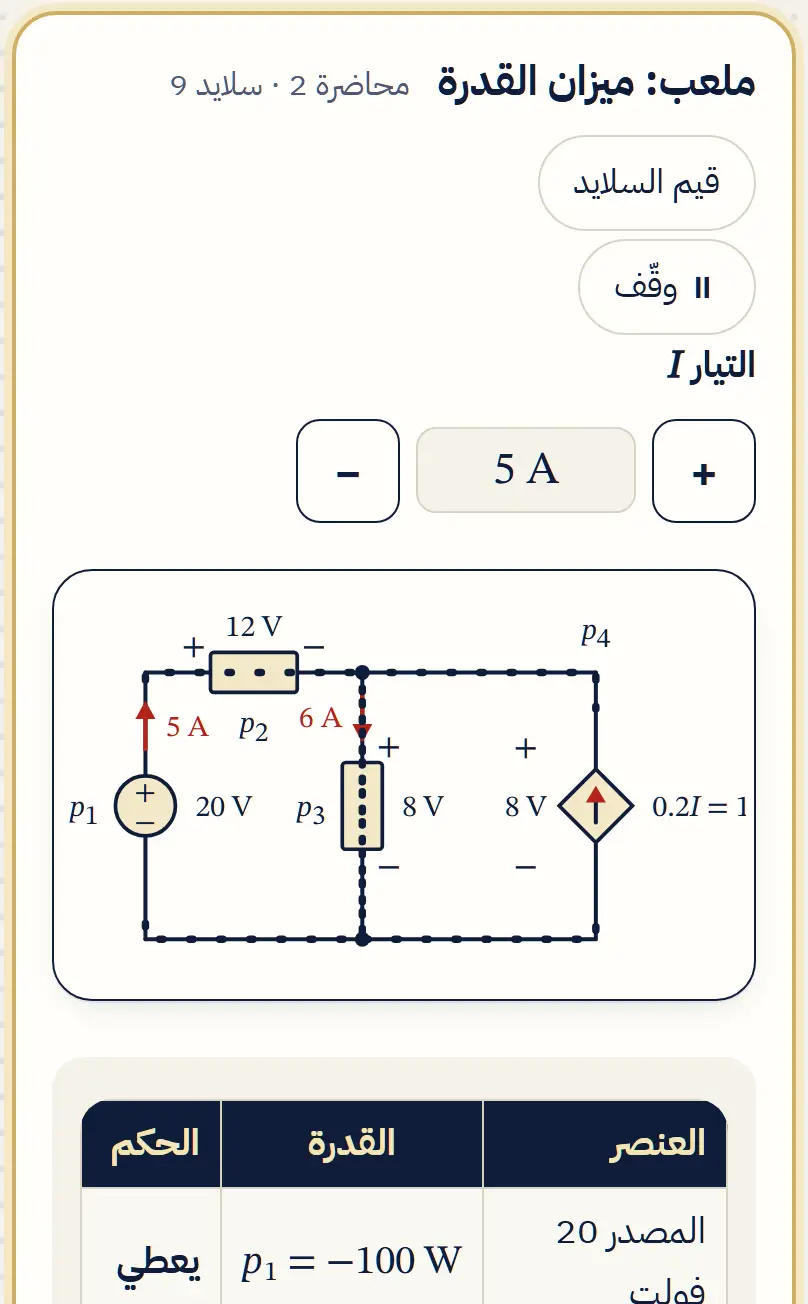 ملعب: ميزان القدرة محاضرة 2 · سلايد 9
قيم السلايد
وقّف
التيار I
+ 5 A −
12 V
+ −
p4
5 A
p2
6 A
+
+
p1
+
−
20 V
p3
8 V
8 V
0.2I = 1
−
−
العنصر القدرة الحكم
المصدر 20 فولت
p1 = −100 W
يعطي